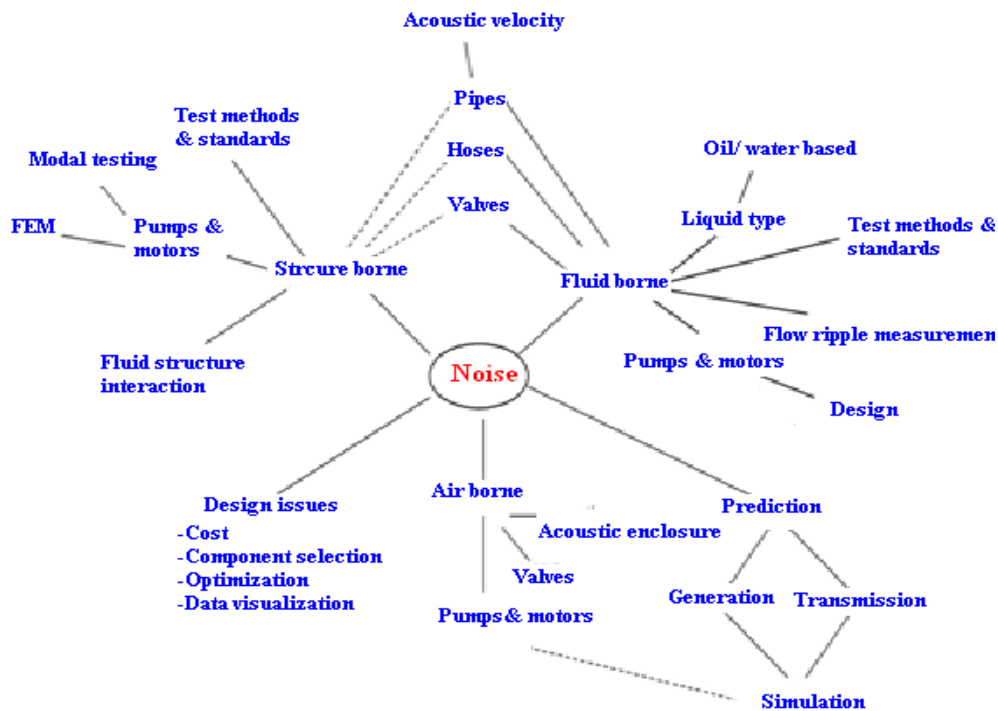 Acoustic velocity
Pipes
Test methods
& standards
Hoses
Oil/ water based
Modal testing
Valves
Liquid type
FEM
Pumps &
motors
Test methods &
standards
Strcure borne
Fluid borne
Flow ripple measurement
Fluid structure
interaction
Noise
Pumps & motors
Design
Design issues
-Cost
-Component selection
-Optimization
-Data visualization
Air borne
Acoustic enclosure
Valves
Pumps & motors
Prediction
Generation
Transmission
Simulation